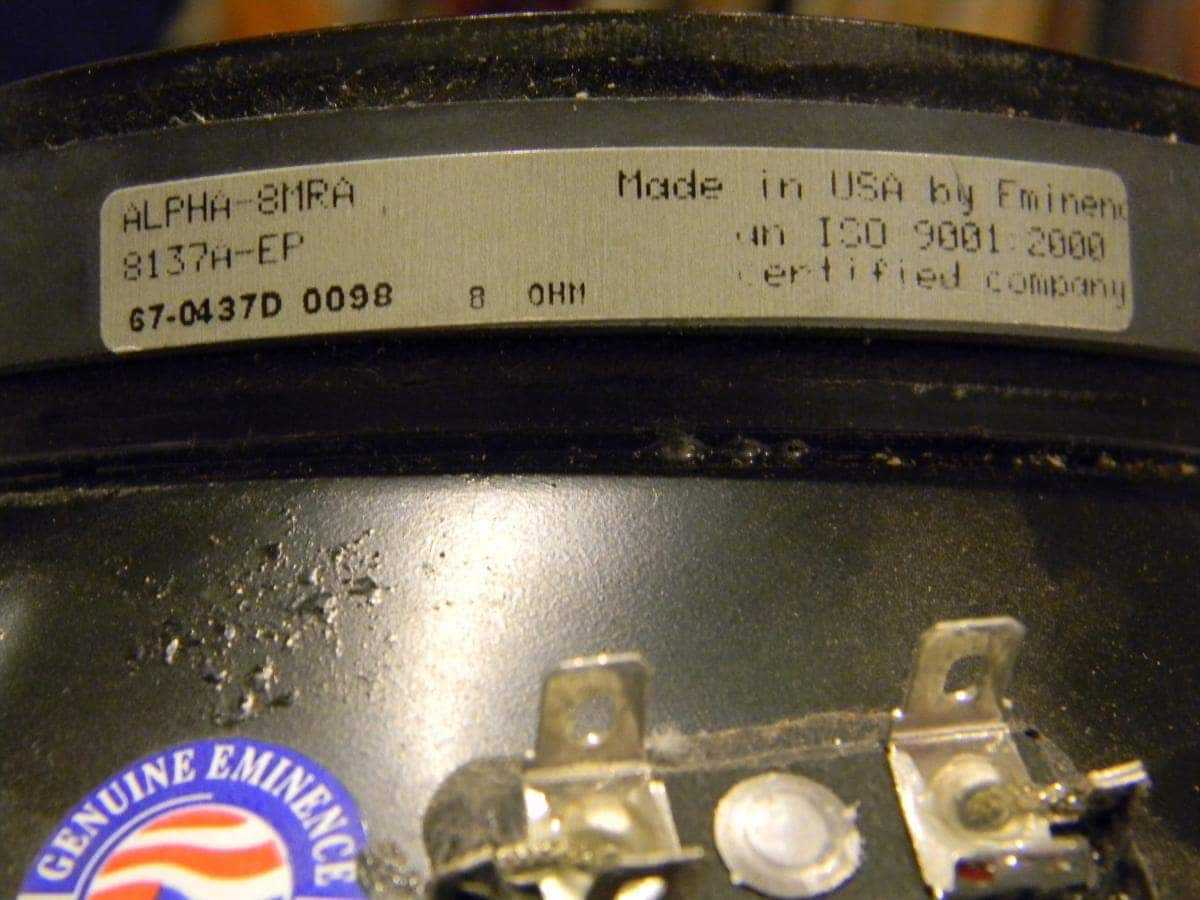 ALPHA-8MRA
8137A-EP
67-0437D 0098 8 OHM
Made in USA by Eminenc
an ISO 9001:2000
certified company
GENUINE EMINENCE